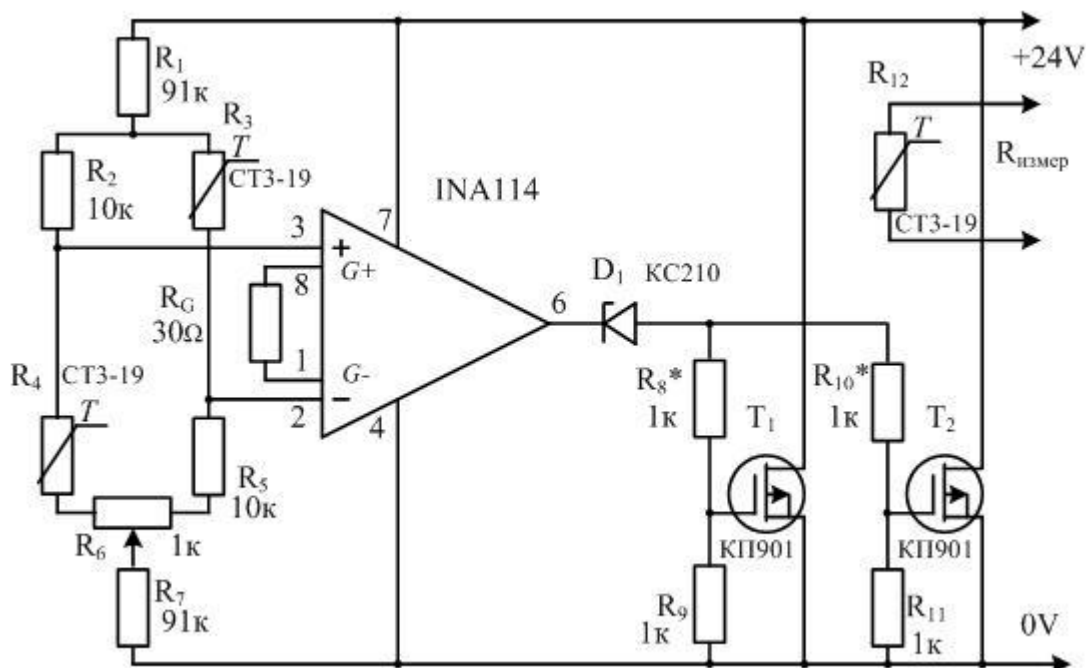 R1
91к
R3
T
СТ3-19
R2
10к
INA114
R12
T
СТ3-19
+24V
Rизмер
7
3
+
G+
8
RG
30Ω
1
G-
2
−
4
6
D1 КС210
R4
СТ3-19
T
R5
10к
R6
1к
R7
91к
R8*
1к
T1
КП901
R9
1к
R10*
1к
T2
КП901
R11
1к
0V